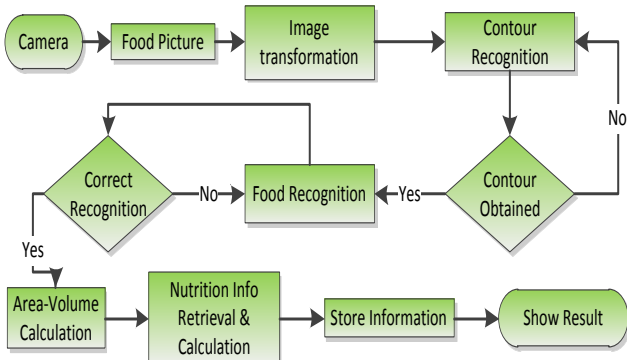 Camera
Food Picture
Image
transformation
Contour
Recognition
No
Correct
Recognition
No
Food Recognition
Yes
Contour
Obtained
Yes
Area-Volume
Calculation
Nutrition Info
Retrieval &
Calculation
Store Information
Show Result